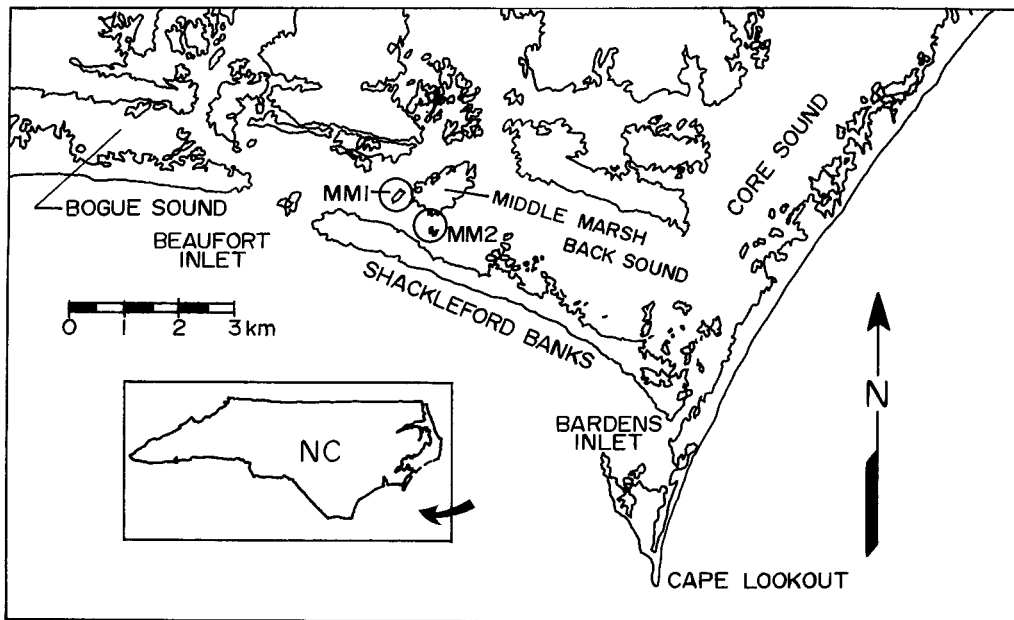 MM1
MIDDLE MARSH
BOGUE SOUND
MM2
BEAUFORT
INLET
BACK SOUND
CORE SOUND
SHACKLEFORD BANKS
0 1 2 3 km
N
NC
BARDENS
INLET
CAPE LOOKOUT